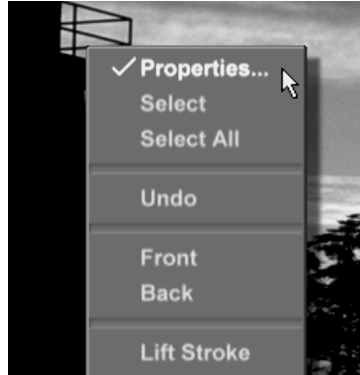 Properties...
Select
Select All
Undo
Front
Back
Lift Stroke